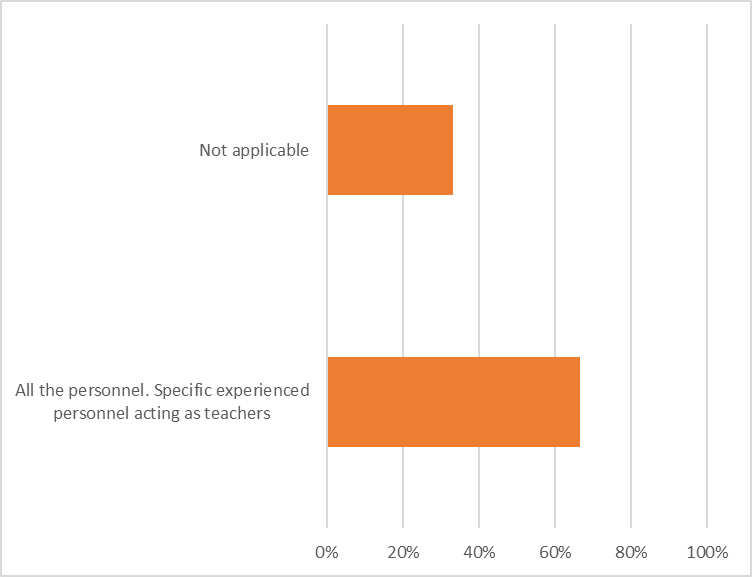 Not applicable
All the personnel. Specific experienced
personnel acting as teachers
0%
20%
40%
60%
80%
100%